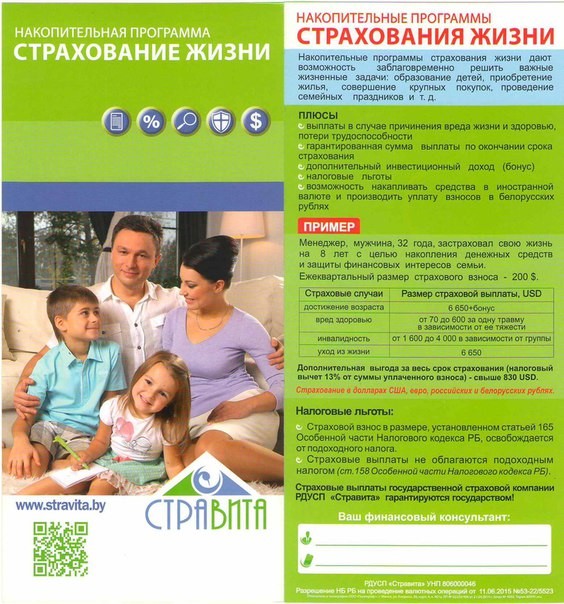 НАКОПИТЕЛЬНАЯ ПРОГРАММА
СТРАХОВАНИЕ ЖИЗНИ
% $
www.stravita.by
СТРАВИТА
НАКОПИТЕЛЬНЫЕ ПРОГРАММЫ
СТРАХОВАНИЯ ЖИЗНИ
Накопительные программы страхования жизни дают
возможность заблаговременно решить важные
жизненные задачи: образование детей, приобретение
жилья, совершение крупных покупок, проведение
семейных праздников и т. д.
ПЛЮСЫ
выплаты в случае причинения вреда жизни и здоровью,
потери трудоспособности
гарантированная сумма выплаты по окончании срока
страхования
дополнительный инвестиционный доход (бонус)
налоговые льготы
возможность накапливать средства в иностранной
валюте и производить уплату взносов в белорусских
рублях
ПРИМЕР
Менеджер, мужчина, 32 года, застраховал свою жизнь
на 8 лет с целью накопления денежных средств
и защиты финансовых интересов семьи.
Ежеквартальный размер страхового взноса - 200 $.
Страховые случаи Размер страховой выплаты, USD
достижение возраста 6 650+бонус
вред здоровью от 70 до 600 за одну травму
в зависимости от ее тяжести
инвалидность от 1 600 до 4 000 в зависимости от группы
уход из жизни 6 650
Дополнительная выгода за весь срок страхования (налоговый
вычет 13% от суммы уплаченного взноса) - свыше 830 USD.
Страхование в долларах США, евро, российских и белорусских рублях.
Налоговые льготы:
Страховой взнос в размере, установленном статьей 165
Особенной части Налогового кодекса РБ, освобождается
от подоходного налога.
Страховые выплаты не облагаются подоходным
налогом (ст.158 Особенной части Налогового кодекса РБ).
Страховые выплаты государственной страховой компании
РДУСП «Стравита» гарантируются государством!
Ваш финансовый консультант:
РДУСП «Стравита» УНП 806000046
Разрешение НБ РБ на проведение валютных операций от 11.09.2015 №53-22/5523